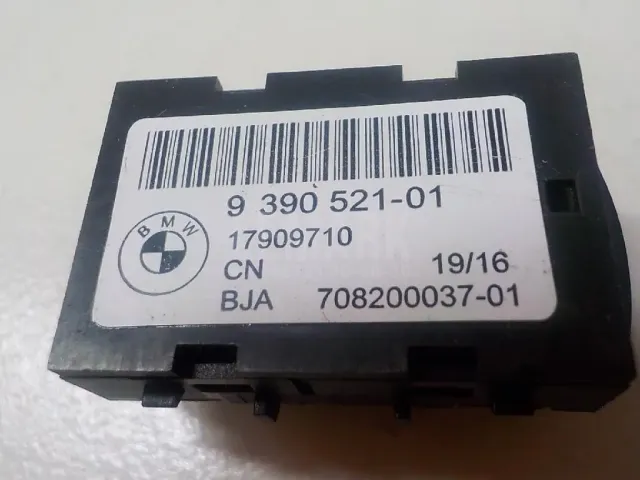 9 390 521-01
BMW
17909710
CN 19/16
BJA 708200037-01